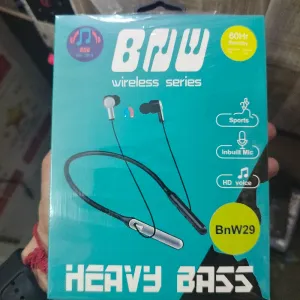 BNW
wireless series
60Hr
Sports
Inbuilt Mic
HD voice
BnW29
HEAVY BASS